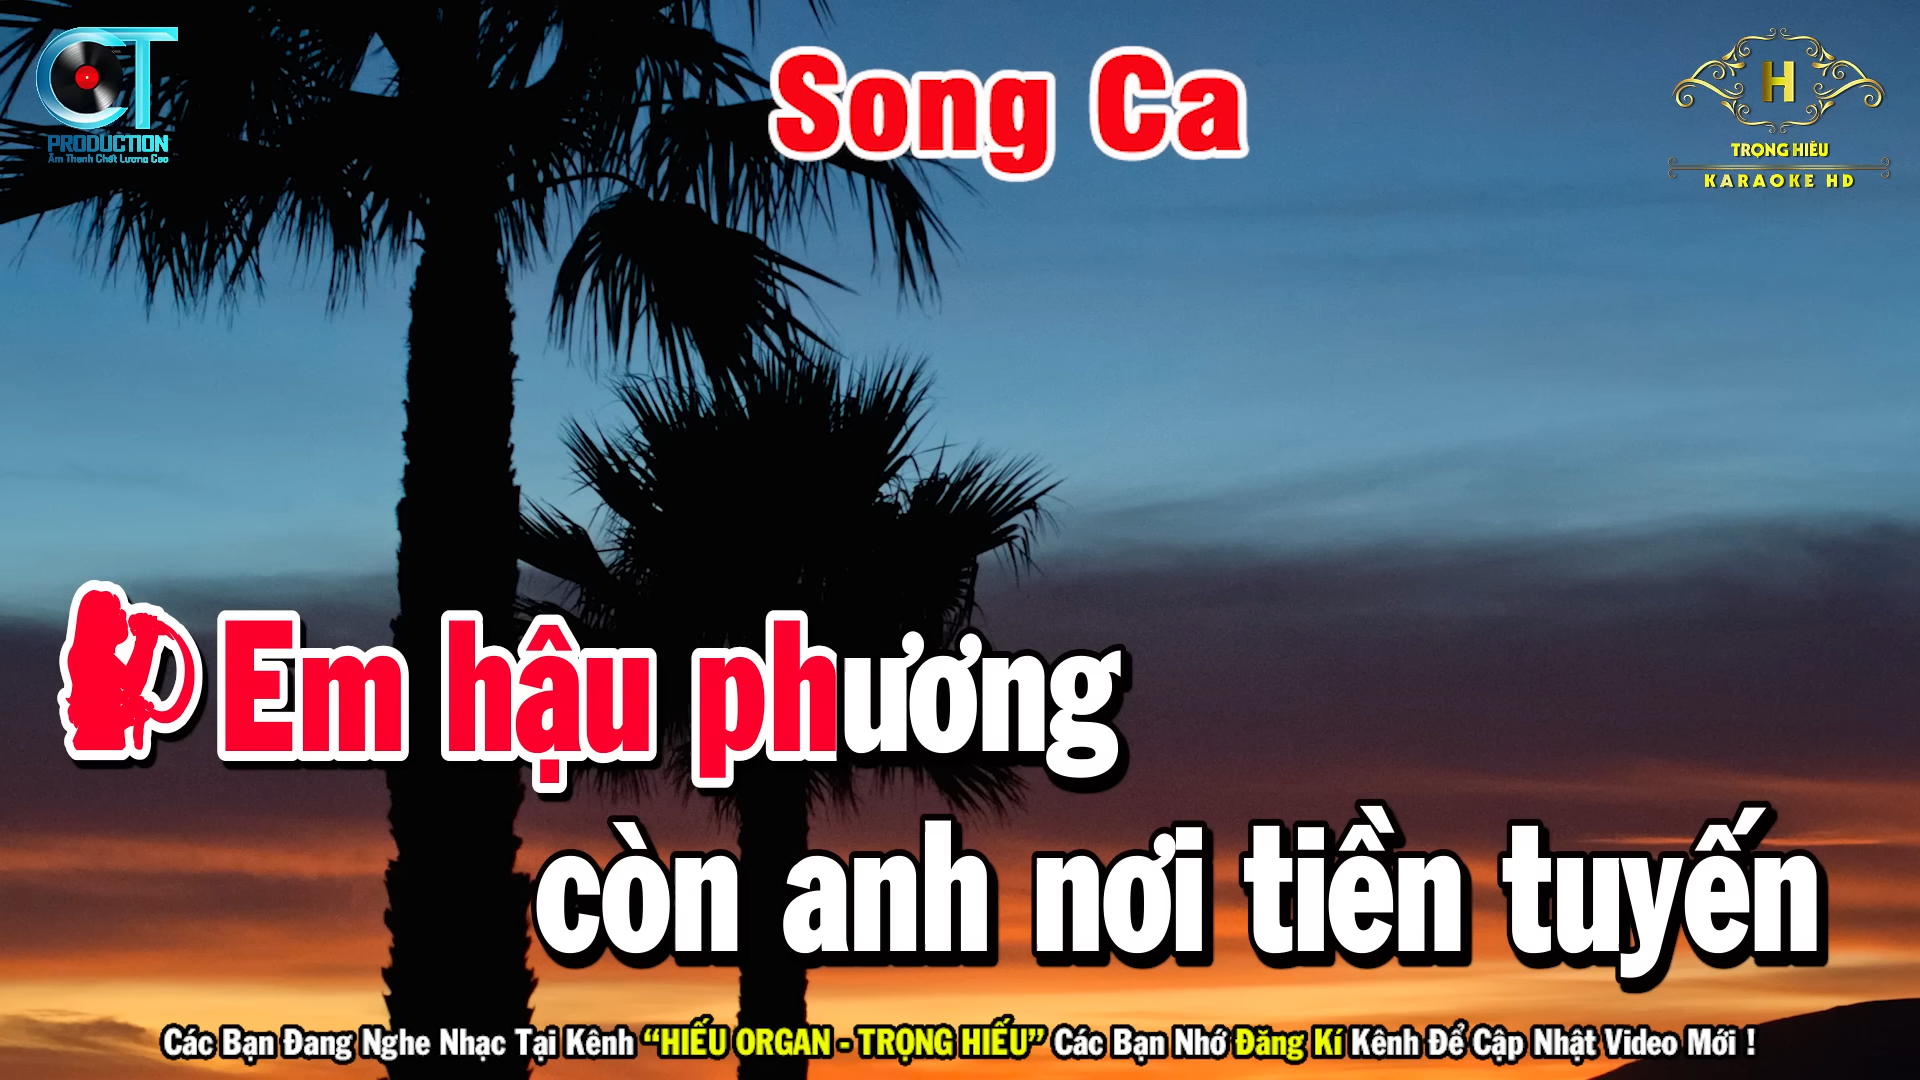 CT
PRODUCTION
Âm Thanh Chất Lượng Cao
Song Ca
H
TRỌNG HIẾU
KARAOKE HD
Em hậu phương
còn anh nơi tiền tuyến
Các Bạn Đang Nghe Nhạc Tại Kênh “HIẾU ORGAN - TRỌNG HIẾU” Các Bạn Nhớ Đăng Kí Kênh Để Cập Nhật Video Mới !